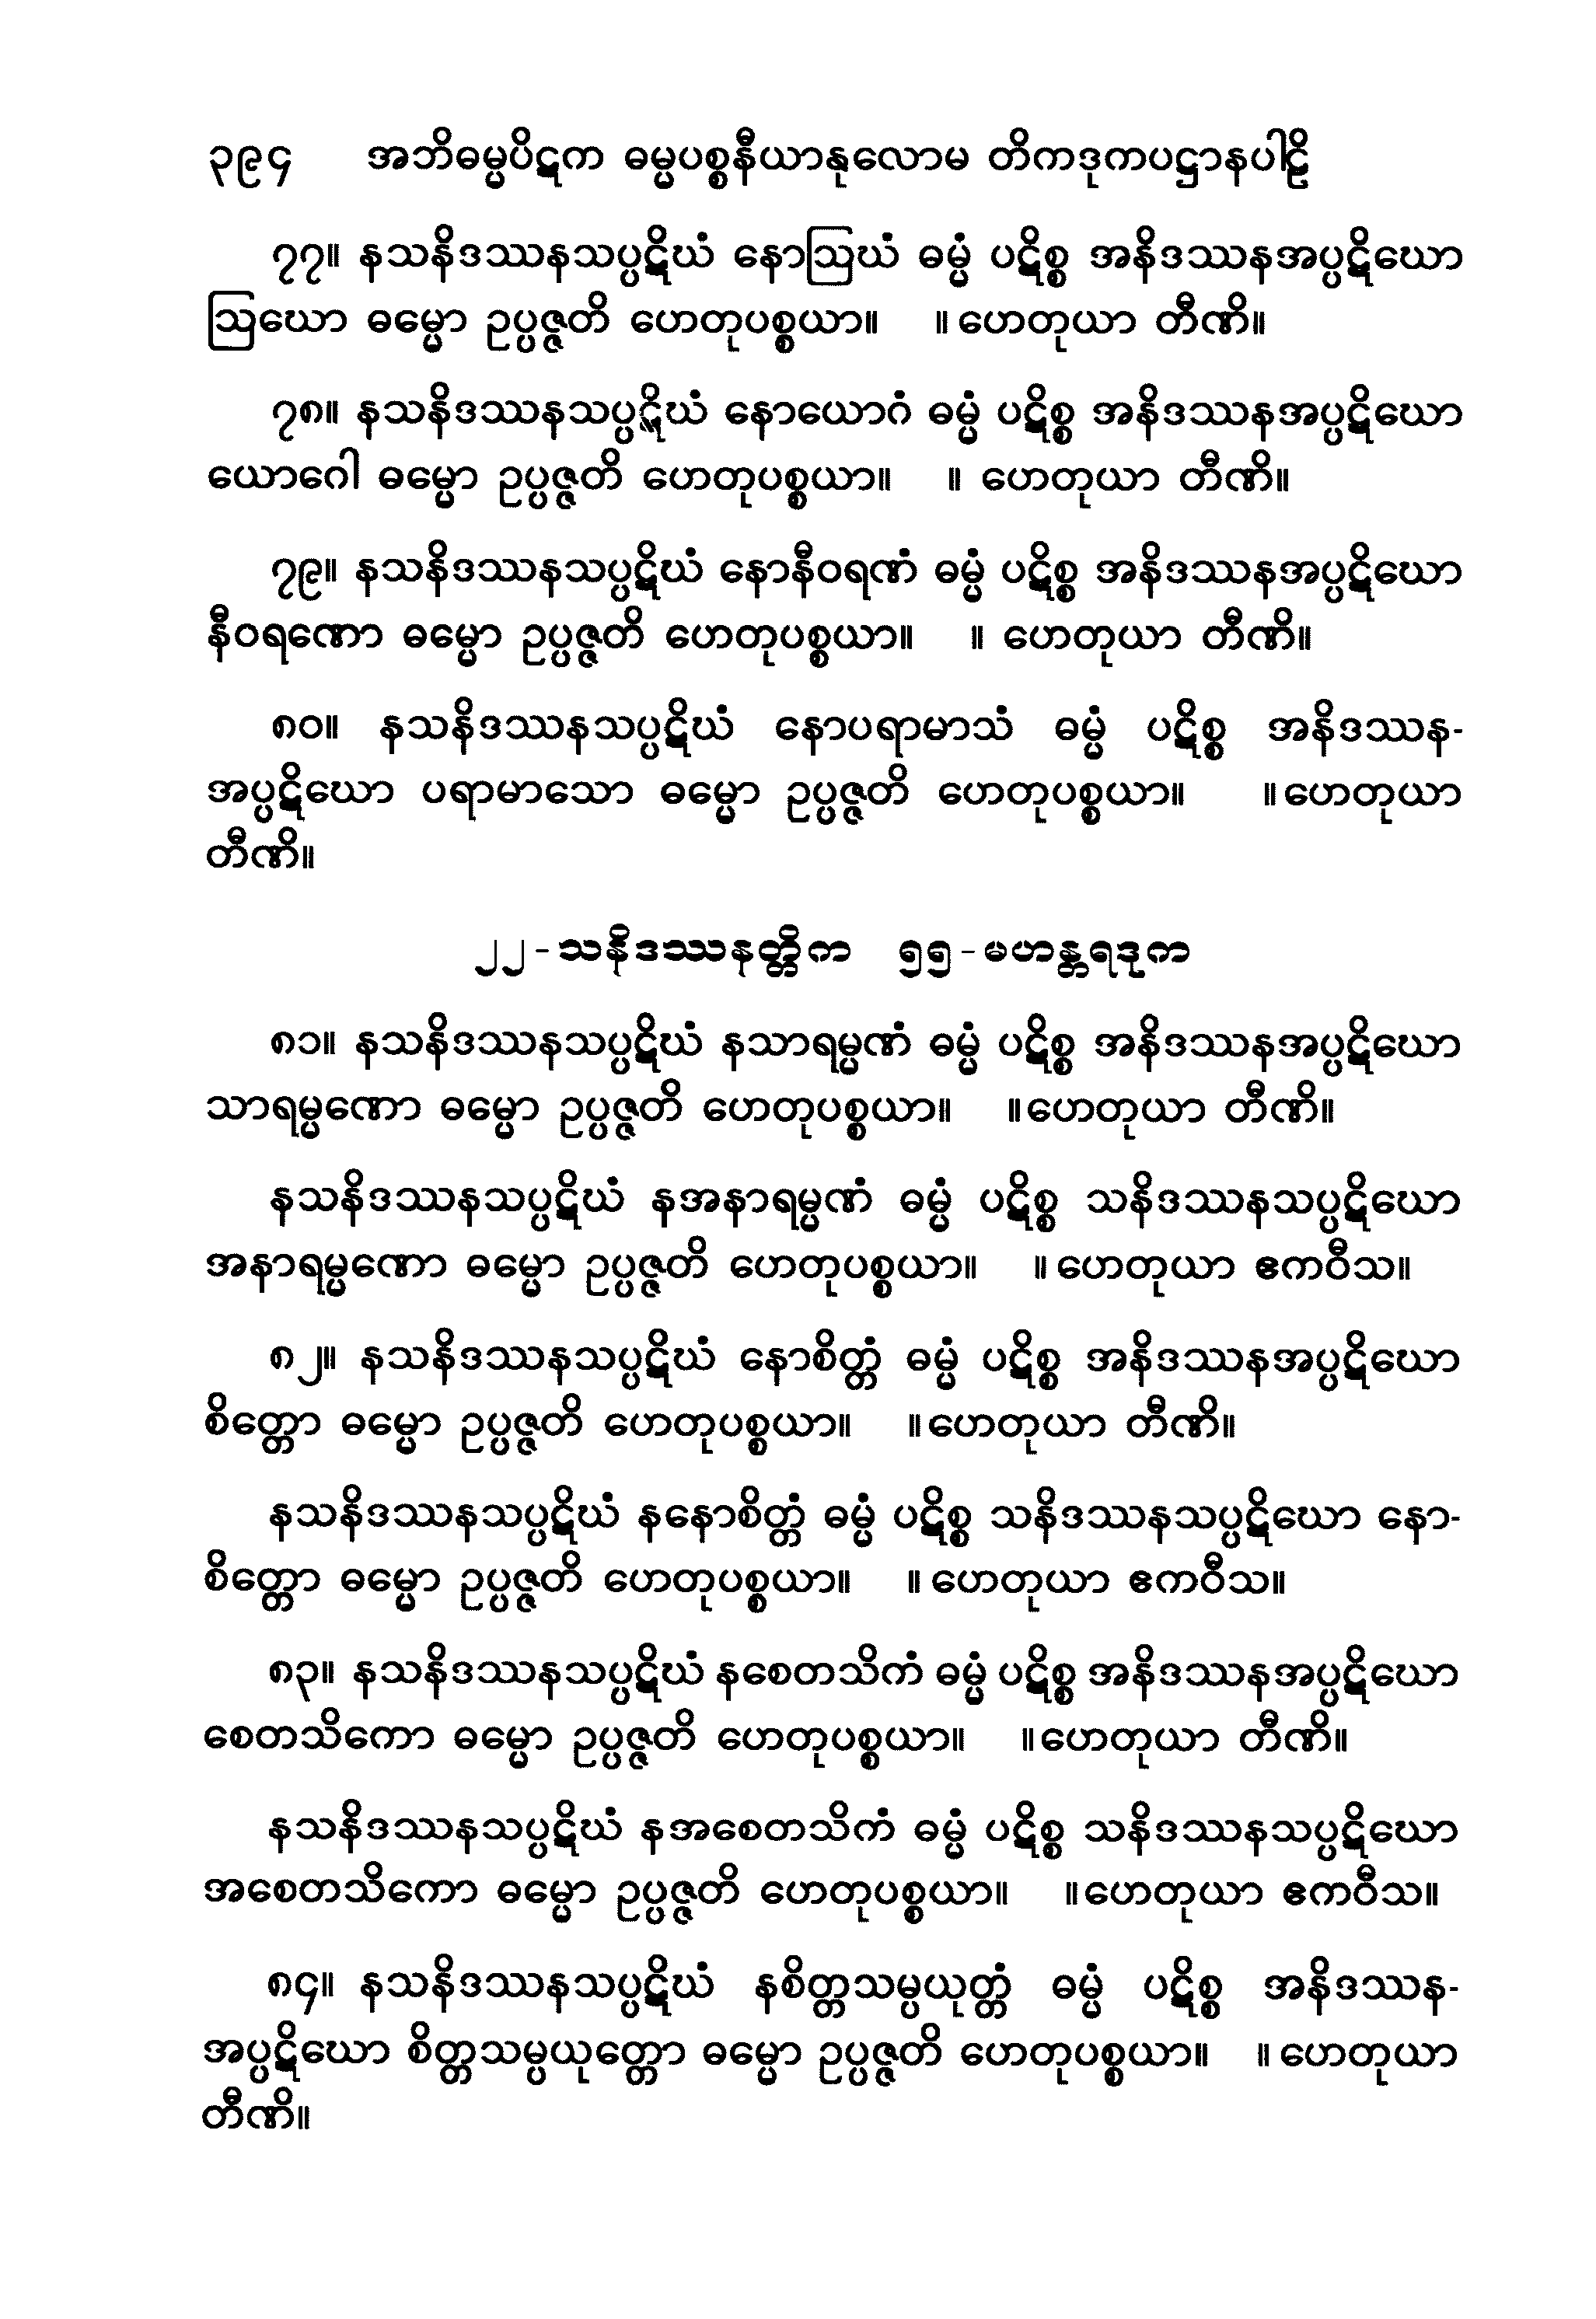 ၃၉၄ အဘိဓမ္မပိဋက ဓမ္မပစ္စနီယာနုလောမ တိကဒုကပဋ္ဌာနပါဠိ
၇၇။ နသနိဒဿနသပ္ပဋိဃံ နောဩဃံ ဓမ္မံ ပဋိစ္စ အနိဒဿနအပ္ပဋိဃော
ဩဃော ဓမ္မော ဥပ္ပဇ္ဇတိ ဟေတုပစ္စယာ။ ။ ဟေတုယာ တီဏိ။
၇၈။ နသနိဒဿနသပ္ပဋိဃံ နောယောဂံ ဓမ္မံ ပဋိစ္စ အနိဒဿနအပ္ပဋိဃော
ယောဂေါ ဓမ္မော ဥပ္ပဇ္ဇတိ ဟေတုပစ္စယာ။ ။ ဟေတုယာ တီဏိ။
၇၉။ နသနိဒဿနသပ္ပဋိဃံ နောနီဝရဏံ ဓမ္မံ ပဋိစ္စ အနိဒဿနအပ္ပဋိဃော
နီဝရဏော ဓမ္မော ဥပ္ပဇ္ဇတိ ဟေတုပစ္စယာ။ ။ ဟေတုယာ တီဏိ။
၈၀။ နသနိဒဿနသပ္ပဋိဃံ နောပရာမာသံ ဓမ္မံ ပဋိစ္စ အနိဒဿန-
အပ္ပဋိဃော ပရာမာသော ဓမ္မော ဥပ္ပဇ္ဇတိ ဟေတုပစ္စယာ။ ။ ဟေတုယာ
တီဏိ။
၂၂-သနိဒဿနတ္တိက ၅၅-မဟန္တရဒုက
၈၁။ နသနိဒဿနသပ္ပဋိဃံ နသာရမ္မဏံ ဓမ္မံ ပဋိစ္စ အနိဒဿနအပ္ပဋိဃော
သာရမ္မဏော ဓမ္မော ဥပ္ပဇ္ဇတိ ဟေတုပစ္စယာ။ ။ ဟေတုယာ တီဏိ။
နသနိဒဿနသပ္ပဋိဃံ နအနာရမ္မဏံ ဓမ္မံ ပဋိစ္စ သနိဒဿနသပ္ပဋိဃော
အနာရမ္မဏော ဓမ္မော ဥပ္ပဇ္ဇတိ ဟေတုပစ္စယာ။ ။ ဟေတုယာ ဧကဝီသ။
၈၂။ နသနိဒဿနသပ္ပဋိဃံ နောစိတ္တံ ဓမ္မံ ပဋိစ္စ အနိဒဿနအပ္ပဋိဃော
စိတ္တော ဓမ္မော ဥပ္ပဇ္ဇတိ ဟေတုပစ္စယာ။ ။ ဟေတုယာ တီဏိ။
နသနိဒဿနသပ္ပဋိဃံ နနောစိတ္တံ ဓမ္မံ ပဋိစ္စ သနိဒဿနသပ္ပဋိဃော နော-
စိတ္တော ဓမ္မော ဥပ္ပဇ္ဇတိ ဟေတုပစ္စယာ။ ။ ဟေတုယာ ဧကဝီသ။
၈၃။ နသနိဒဿနသပ္ပဋိဃံ နစေတသိကံ ဓမ္မံ ပဋိစ္စ အနိဒဿနအပ္ပဋိဃော
စေတသိကော ဓမ္မော ဥပ္ပဇ္ဇတိ ဟေတုပစ္စယာ။ ။ ဟေတုယာ တီဏိ။
နသနိဒဿနသပ္ပဋိဃံ နအစေတသိကံ ဓမ္မံ ပဋိစ္စ သနိဒဿနသပ္ပဋိဃော
အစေတသိကော ဓမ္မော ဥပ္ပဇ္ဇတိ ဟေတုပစ္စယာ။ ။ ဟေတုယာ ဧကဝီသ။
၈၄။ နသနိဒဿနသပ္ပဋိဃံ နစိတ္တသမ္ပယုတ္တံ ဓမ္မံ ပဋိစ္စ အနိဒဿန-
အပ္ပဋိဃော စိတ္တသမ္ပယုတ္တော ဓမ္မော ဥပ္ပဇ္ဇတိ ဟေတုပစ္စယာ။ ။ ဟေတုယာ
တီဏိ။